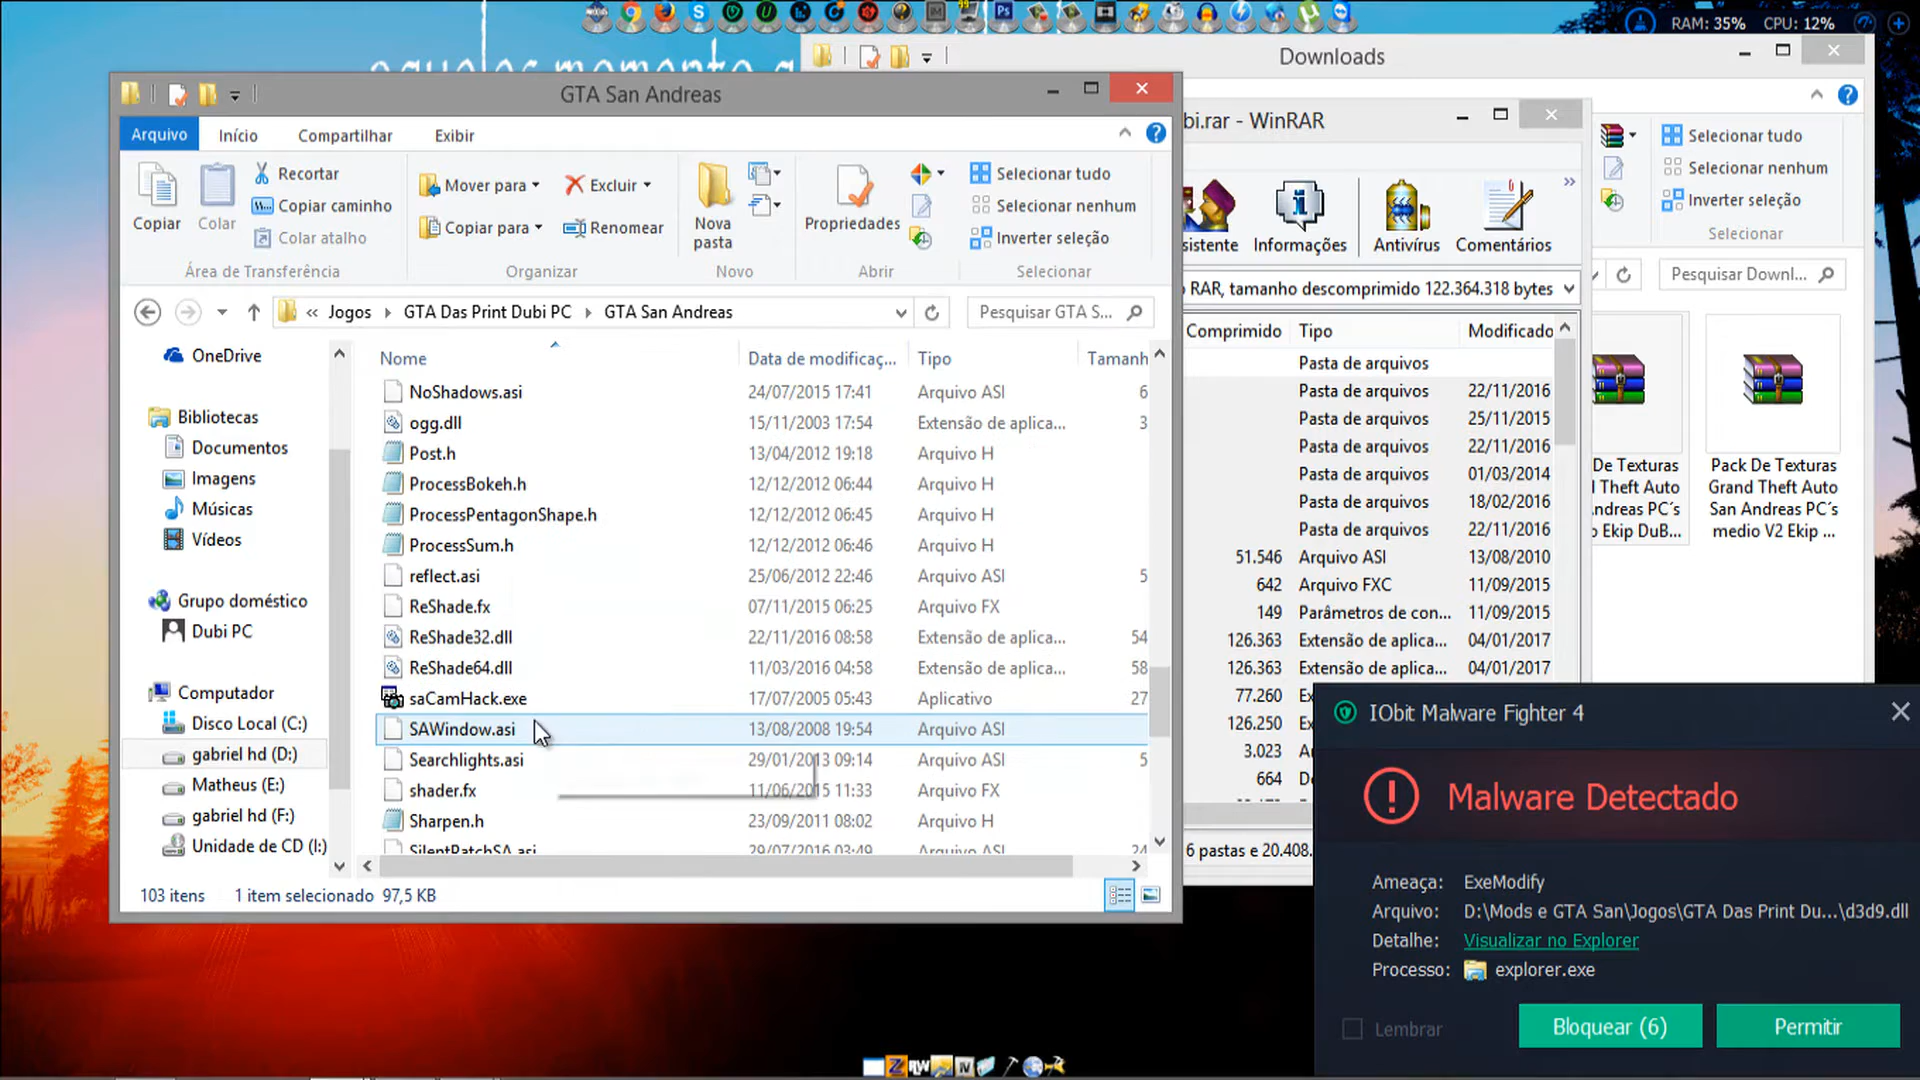 RAM: 35% CPU: 12%
Downloads
GTA San Andreas
bi.rar - WinRAR
Arquivo Início Compartilhar Exibir
Copiar
Colar
Recortar
Copiar caminho
Colar atalho
Área de Transferência
Mover para
Copiar para
Excluir
Renomear
Organizar
Nova
pasta
Novo
Propriedades
Abrir
Selecionar tudo
Selecionar nenhum
Inverter seleção
Selecionar
sistente Informações Antivírus Comentários
Selecionar tudo
Selecionar nenhum
Inverter seleção
Selecionar
« Jogos GTA Das Print Dubi PC GTA San Andreas
Pesquisar GTA S...
RAR, tamanho descomprimido 122.364.318 bytes
Pesquisar Downl...
OneDrive
Bibliotecas
Documentos
Imagens
Músicas
Vídeos
Grupo doméstico
Dubi PC
Computador
Disco Local (C:)
gabriel hd (D:)
Matheus (E:)
gabriel hd (F:)
Unidade de CD (I:)
Nome Data de modificaç... Tipo Tamanh
NoShadows.asi 24/07/2015 17:41 Arquivo ASI 6
ogg.dll 15/11/2003 17:54 Extensão de aplica... 3
Post.h 13/04/2012 19:18 Arquivo H
ProcessBokeh.h 12/12/2012 06:44 Arquivo H
ProcessPentagonShape.h 12/12/2012 06:45 Arquivo H
ProcessSum.h 12/12/2012 06:46 Arquivo H
reflect.asi 25/06/2012 22:46 Arquivo ASI 5
ReShade.fx 07/11/2015 06:25 Arquivo FX
ReShade32.dll 22/11/2016 08:58 Extensão de aplica... 54
ReShade64.dll 11/03/2016 04:58 Extensão de aplica... 58
saCamHack.exe 17/07/2005 05:43 Aplicativo 27
SAWindow.asi 13/08/2008 19:54 Arquivo ASI
Searchlights.asi 29/01/2013 09:14 Arquivo ASI 5
shader.fx 11/06/2015 11:33 Arquivo FX
Sharpen.h 23/09/2011 08:02 Arquivo H
SilentPatchSA.asi 29/07/2016 03:49 Arquivo ASI 24
103 itens 1 item selecionado 97,5 KB
Comprimido Tipo Modificado
Pasta de arquivos
Pasta de arquivos 22/11/2016
Pasta de arquivos 25/11/2015
Pasta de arquivos 22/11/2016
Pasta de arquivos 01/03/2014
Pasta de arquivos 18/02/2016
Pasta de arquivos 22/11/2016
51.546 Arquivo ASI 13/08/2010
642 Arquivo FXC 11/09/2015
149 Parâmetros de con... 11/09/2015
126.363 Extensão de aplica... 04/01/2017
126.363 Extensão de aplica... 04/01/2017
77.260
126.250
3.023
664
6 pastas e 20.408.
De Texturas
l Theft Auto
ndreas PC´s
o Ekip DuB...
Pack De Texturas
Grand Theft Auto
San Andreas PC´s
medio V2 Ekip ...
IObit Malware Fighter 4
Malware Detectado
Ameaça: ExeModify
Arquivo: D:\Mods e GTA San\Jogos\GTA Das Print Du...\d3d9.dll
Detalhe: Visualizar no Explorer
Processo: explorer.exe
Lembrar
Bloquear (6)
Permitir